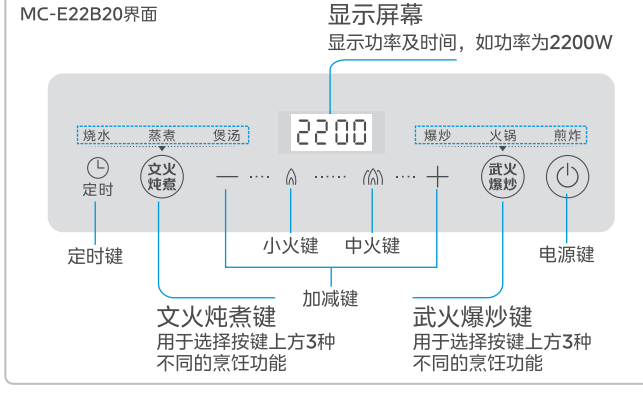 MC-E22B20界面
显示屏幕
显示功率及时间，如功率为2200W
2200
烧水 蒸煮 煲汤
爆炒 火锅 煎炸
定时
文火
炖煮
武火
爆炒
小火键 中火键
定时键
电源键
加减键
文火炖煮键
用于选择按键上方3种
不同的烹饪功能
武火爆炒键
用于选择按键上方3种
不同的烹饪功能